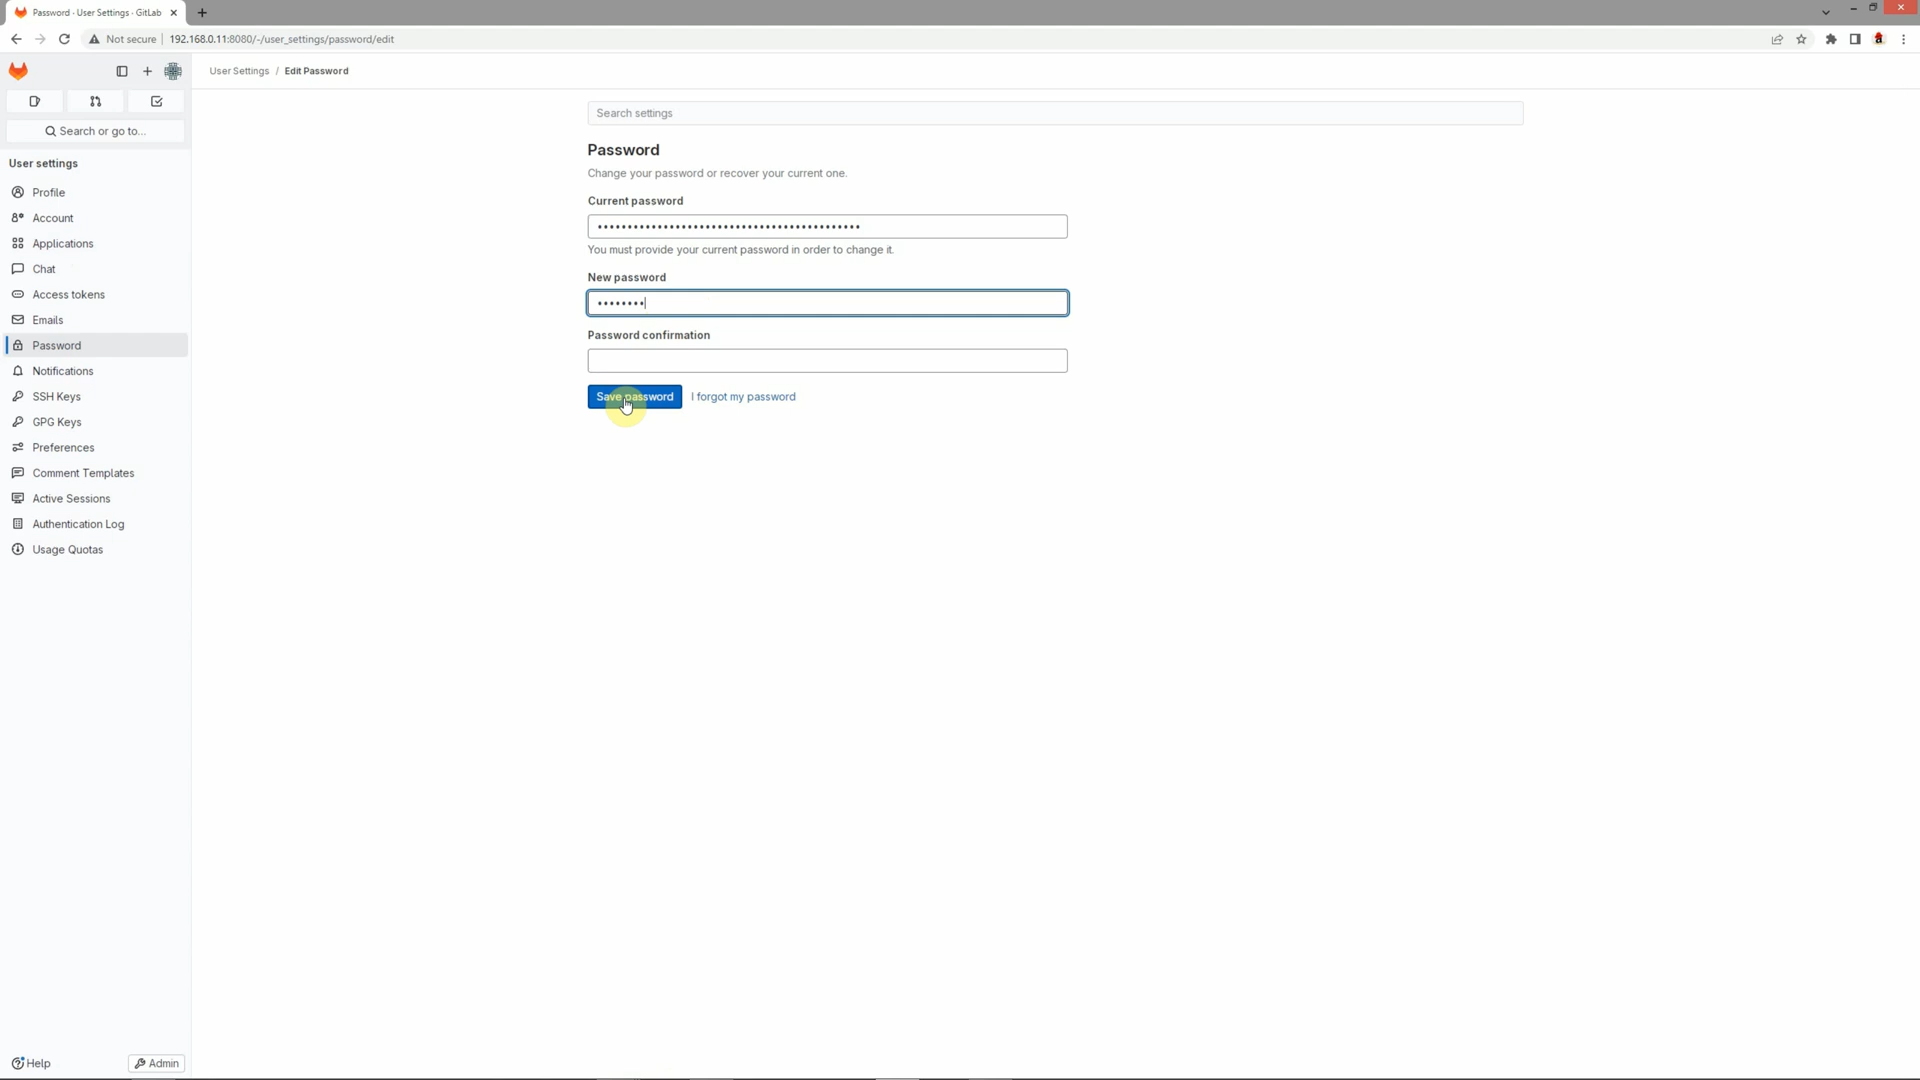 Password · User Settings · GitLab
Not secure
192.168.0.11:8080/-/user_settings/password/edit
User Settings / Edit Password
Search or go to...
User settings
Profile
Account
Applications
Chat
Access tokens
Emails
Password
Notifications
SSH Keys
GPG Keys
Preferences
Comment Templates
Active Sessions
Authentication Log
Usage Quotas
Help
Admin
Search settings
Password
Change your password or recover your current one.
Current password
You must provide your current password in order to change it.
New password
Password confirmation
Save password
I forgot my password